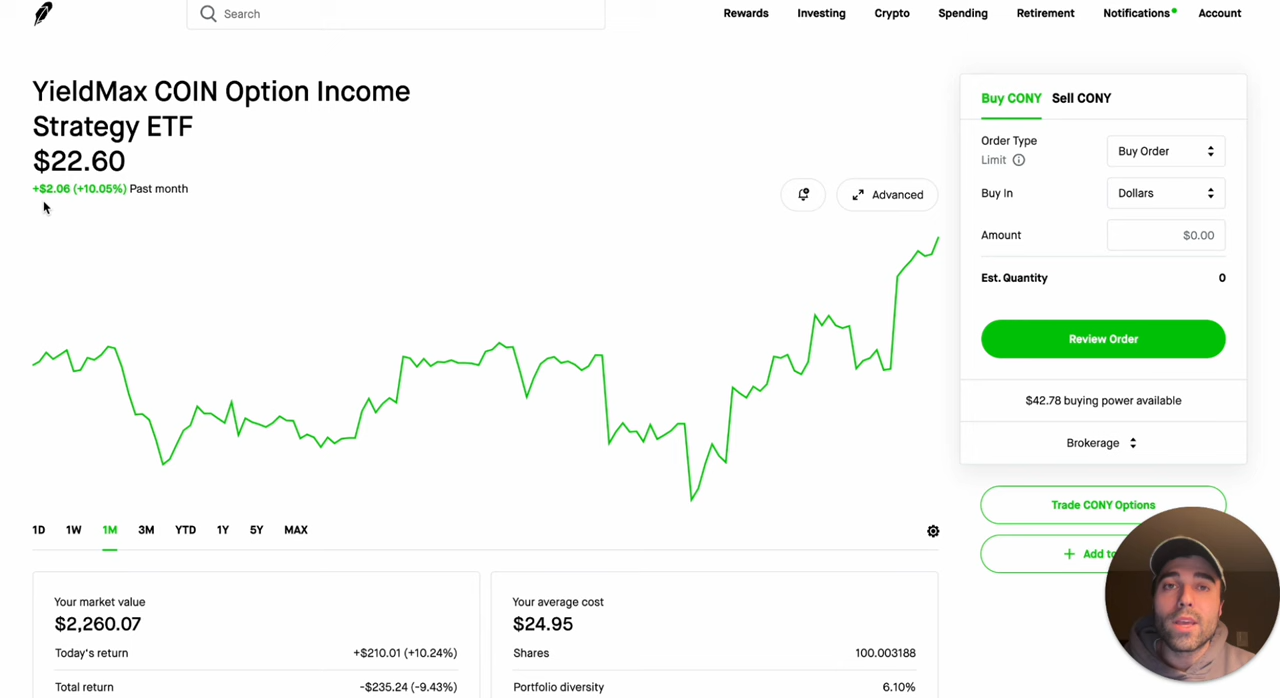 Search
Rewards
Investing
Crypto
Spending
Retirement
Notifications
Account
YieldMax COIN Option Income
Strategy ETF
$22.60
+$2.06 (+10.05%) Past month
Advanced
Buy CONY
Sell CONY
Order Type
Limit
Buy Order
Buy In
Dollars
Amount
$0.00
Est. Quantity
0
Review Order
$42.78 buying power available
Brokerage
Trade CONY Options
+ Add to
1D
1W
1M
3M
YTD
1Y
5Y
MAX
Your market value
$2,260.07
Today's return
+$210.01 (+10.24%)
Total return
-$235.24 (-9.43%)
Your average cost
$24.95
Shares
100.003188
Portfolio diversity
6.10%